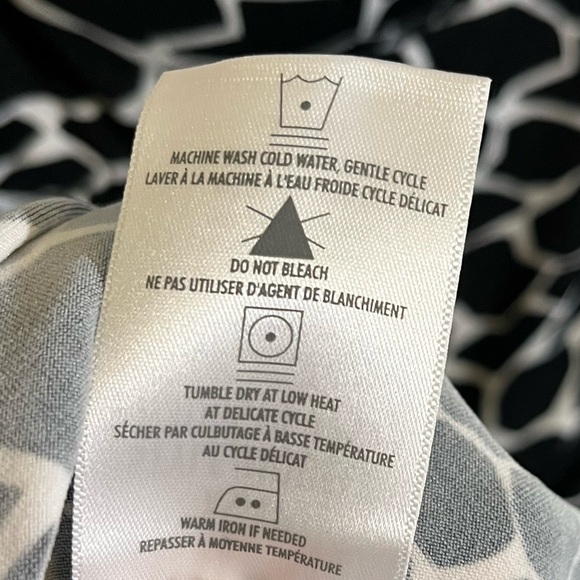 MACHINE WASH COLD WATER, GENTLE CYCLE
LAVER À LA MACHINE À L'EAU FROIDE CYCLE DÉLICAT
DO NOT BLEACH
NE PAS UTILISER D'AGENT DE BLANCHIMENT
TUMBLE DRY AT LOW HEAT
AT DELICATE CYCLE
SÉCHER PAR CULBUTAGE À BASSE TEMPÉRATURE
AU CYCLE DÉLICAT
WARM IRON IF NEEDED
REPASSER À MOYENNE TEMPÉRATURE